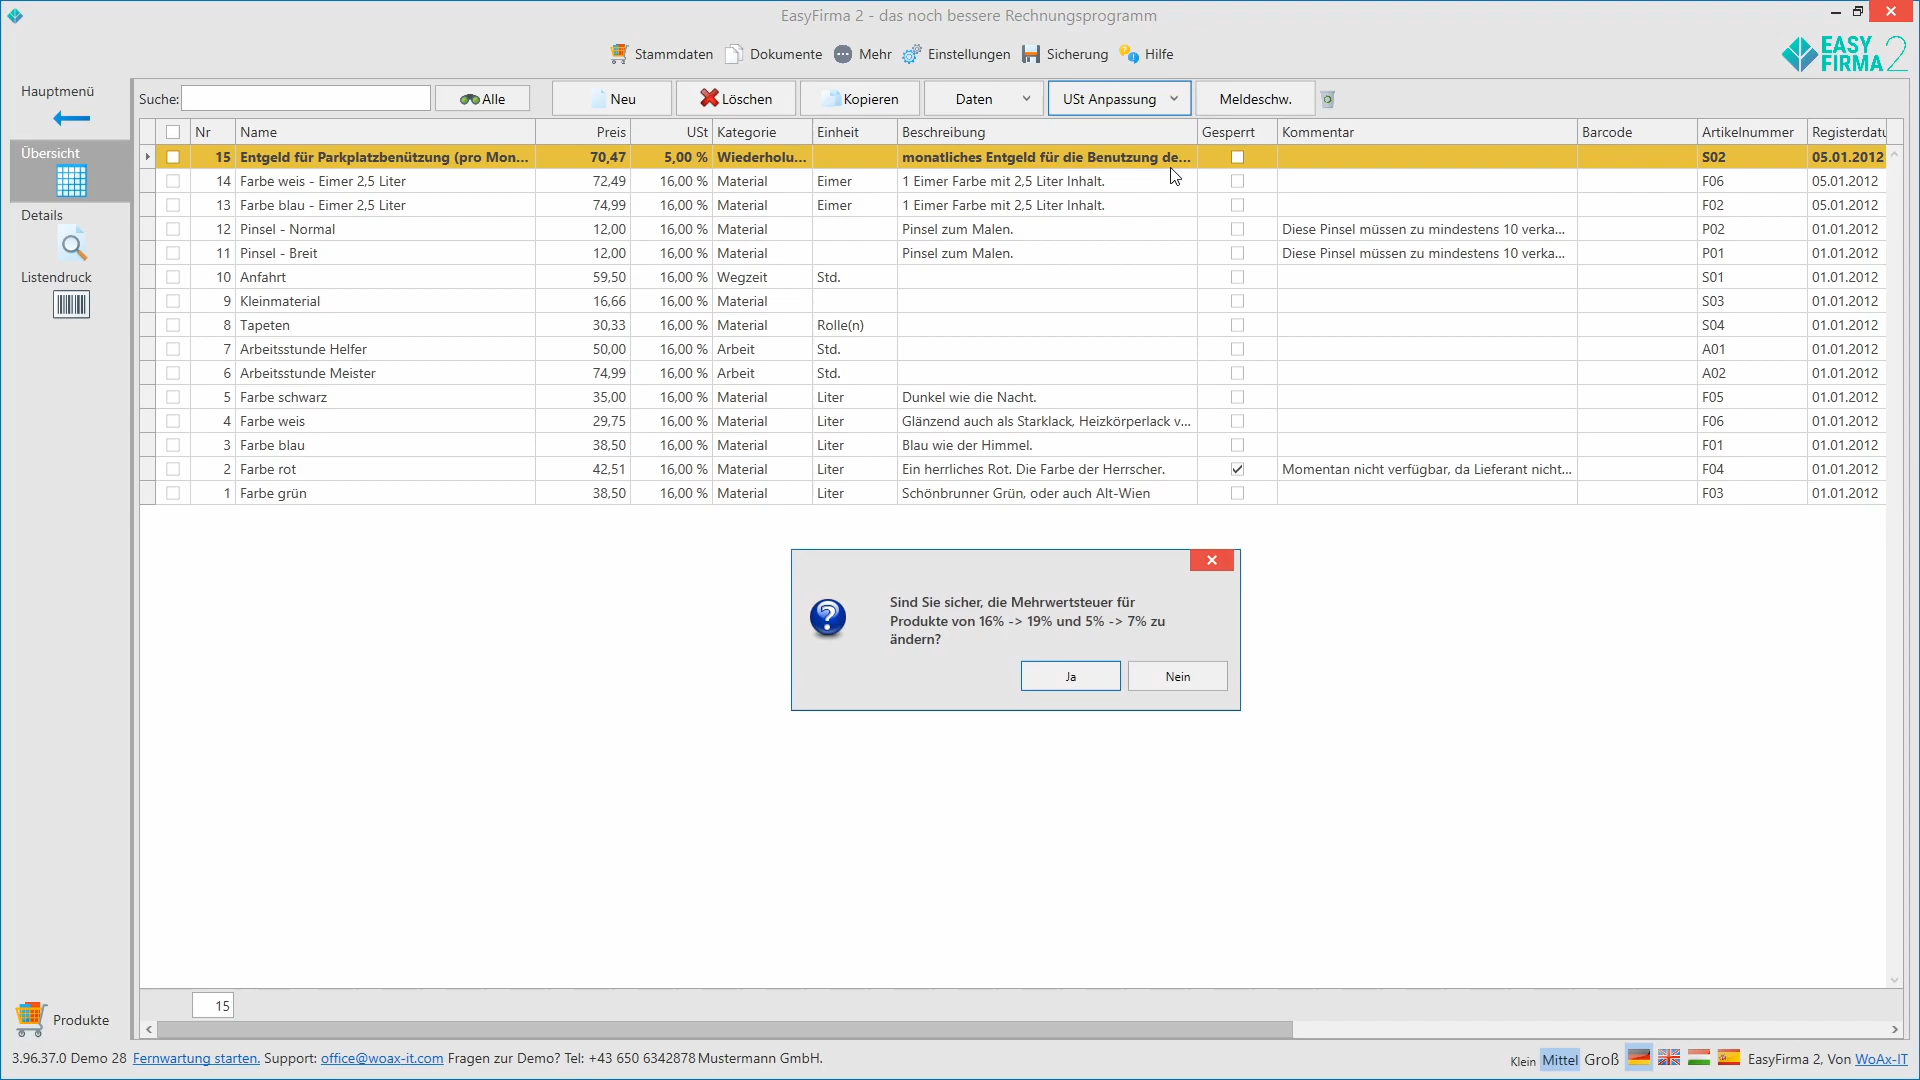 EasyFirma 2 - das noch bessere Rechnungsprogramm
Stammdaten Dokumente Mehr Einstellungen Sicherung Hilfe
EASY FIRMA 2
Hauptmenü
Übersicht
Details
Listendruck
Produkte
Suche: Alle Neu Löschen Kopieren Daten USt Anpassung Meldeschw.
Nr Name Preis USt Kategorie Einheit Beschreibung Gesperrt Kommentar Barcode Artikelnummer Registerdatu
15 Entgeld für Parkplatzbenützung (pro Mon... 70,47 5,00 % Wiederholu... monatliches Entgeld für die Benutzung de... S02 05.01.2012
14 Farbe weis - Eimer 2,5 Liter 72,49 16,00 % Material Eimer 1 Eimer Farbe mit 2,5 Liter Inhalt. F06 05.01.2012
13 Farbe blau - Eimer 2,5 Liter 74,99 16,00 % Material Eimer 1 Eimer Farbe mit 2,5 Liter Inhalt. F02 05.01.2012
12 Pinsel - Normal 12,00 16,00 % Material Pinsel zum Malen. Diese Pinsel müssen zu mindestens 10 verka... P02 01.01.2012
11 Pinsel - Breit 12,00 16,00 % Material Pinsel zum Malen. Diese Pinsel müssen zu mindestens 10 verka... P01 01.01.2012
10 Anfahrt 59,50 16,00 % Wegzeit Std. S01 01.01.2012
9 Kleinmaterial 16,66 16,00 % Material S03 01.01.2012
8 Tapeten 30,33 16,00 % Material Rolle(n) S04 01.01.2012
7 Arbeitsstunde Helfer 50,00 16,00 % Arbeit Std. A01 01.01.2012
6 Arbeitsstunde Meister 74,99 16,00 % Arbeit Std. A02 01.01.2012
5 Farbe schwarz 35,00 16,00 % Material Liter Dunkel wie die Nacht. F05 01.01.2012
4 Farbe weis 29,75 16,00 % Material Liter Glänzend auch als Starklack, Heizkörperlack v... F06 01.01.2012
3 Farbe blau 38,50 16,00 % Material Liter Blau wie der Himmel. F01 01.01.2012
2 Farbe rot 42,51 16,00 % Material Liter Ein herrliches Rot. Die Farbe der Herrscher. Momentan nicht verfügbar, da Lieferant nicht... F04 01.01.2012
1 Farbe grün 38,50 16,00 % Material Liter Schönbrunner Grün, oder auch Alt-Wien F03 01.01.2012
Sind Sie sicher, die Mehrwertsteuer für
Produkte von 16% -> 19% und 5% -> 7% zu
ändern?
Ja Nein
15
3.96.37.0 Demo 28 Fernwartung starten. Support: office@woax-it.com Fragen zur Demo? Tel: +43 650 6342878 Mustermann GmbH. Klein Mittel Groß EasyFirma 2, Von WoAx-IT